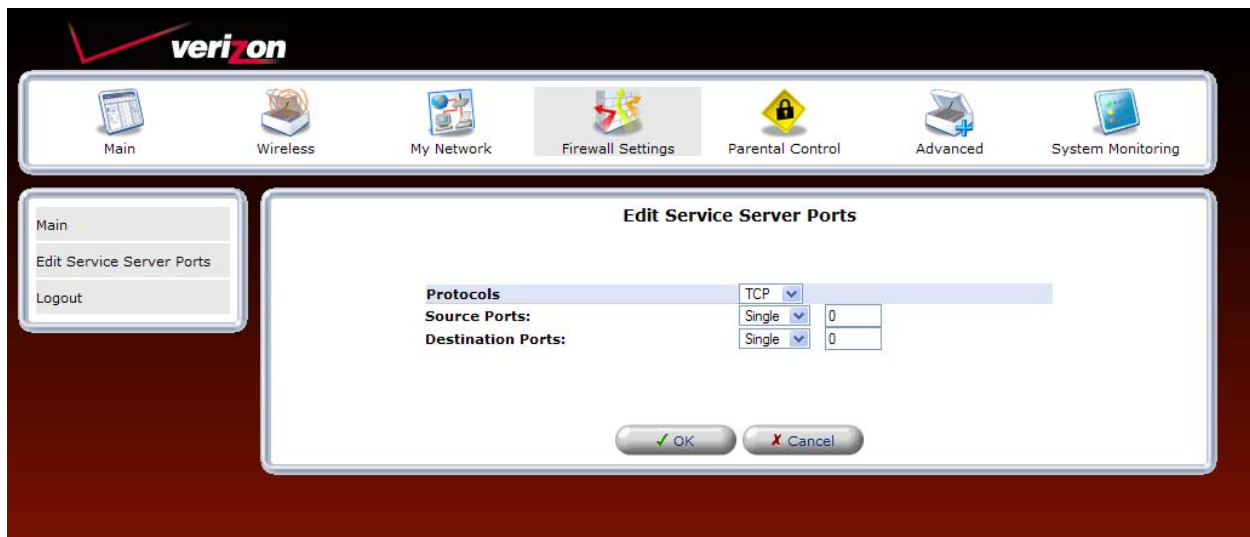 verizon
Main
Wireless
My Network
Firewall Settings
Parental Control
Advanced
System Monitoring
Main
Edit Service Server Ports
Logout
Edit Service Server Ports
Protocols TCP
Source Ports: Single 0
Destination Ports: Single 0
OK
Cancel